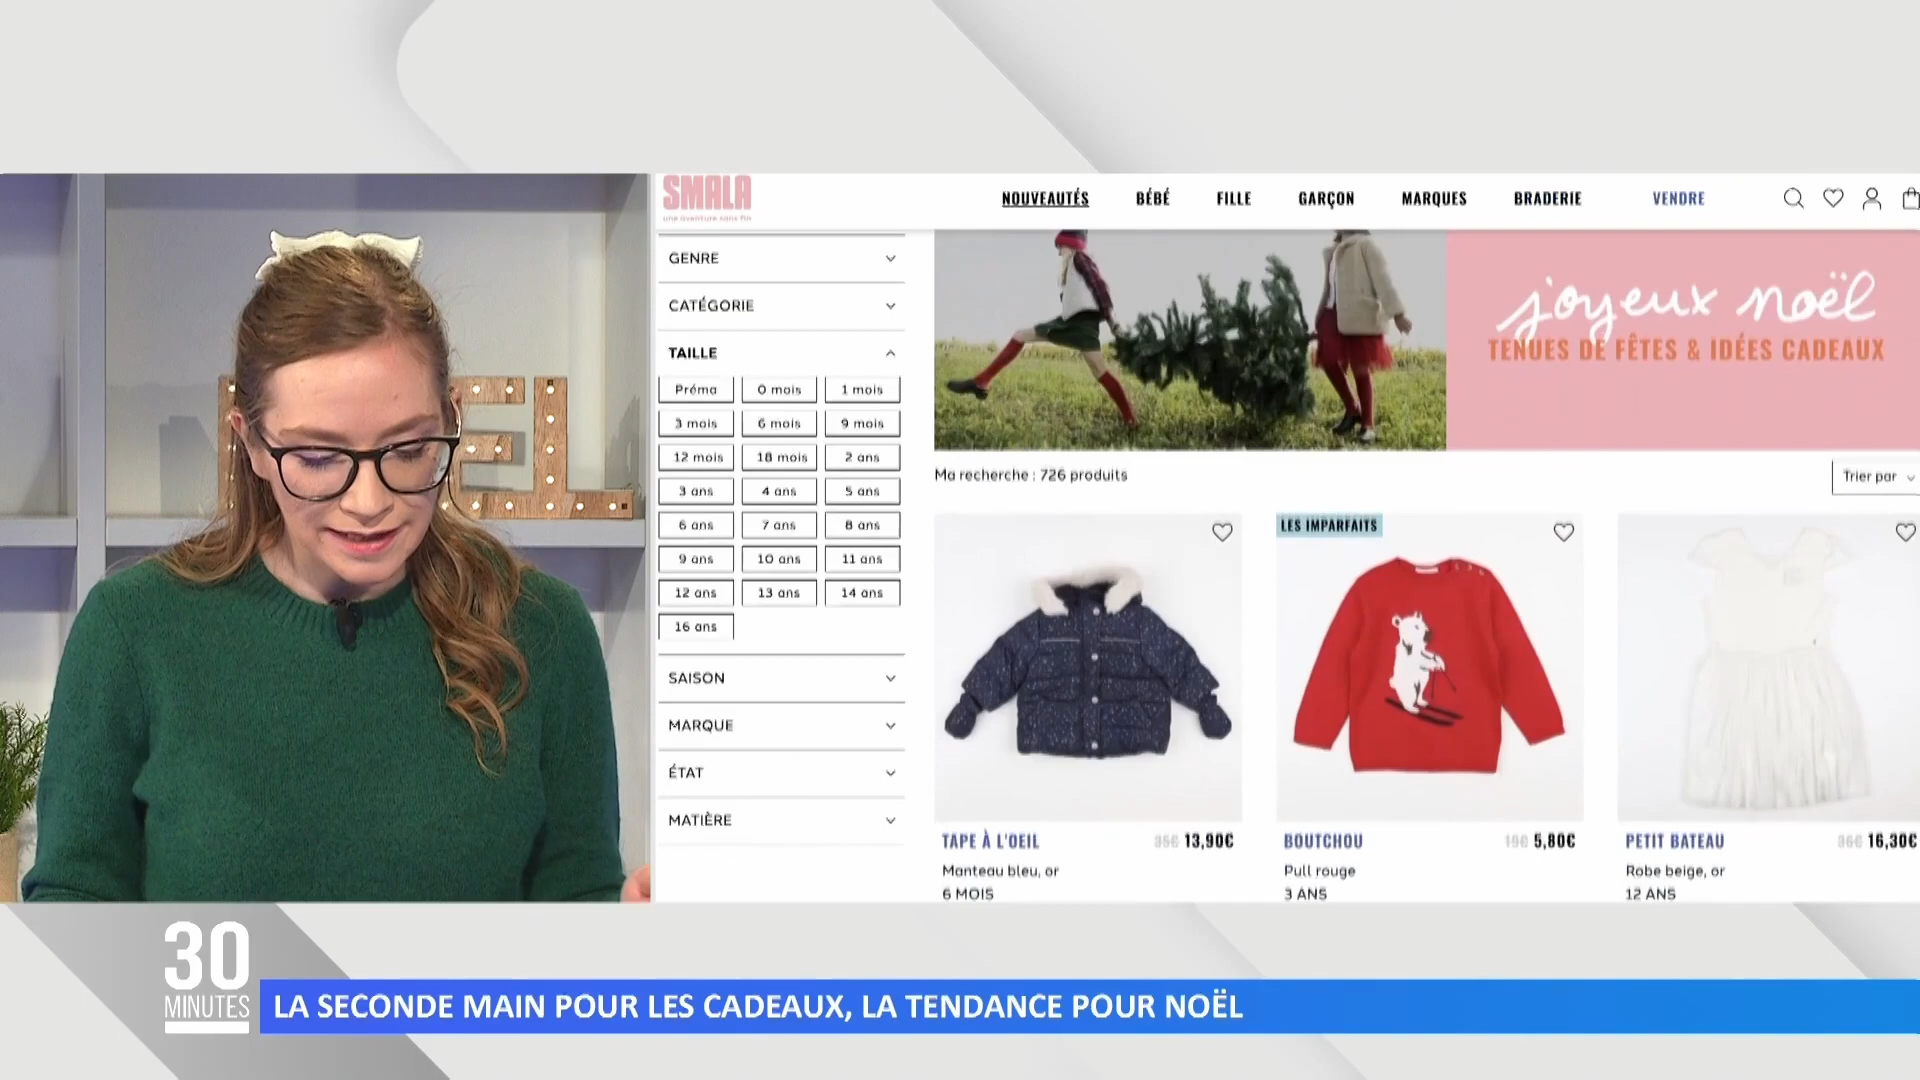 SMALA
une aventure sans fin
NOUVEAUTÉS
BÉBÉ
FILLE
GARÇON
MARQUES
BRADERIE
VENDRE
GENRE
CATÉGORIE
TAILLE
Préma
0 mois
1 mois
3 mois
6 mois
9 mois
12 mois
18 mois
2 ans
3 ans
4 ans
5 ans
6 ans
7 ans
8 ans
9 ans
10 ans
11 ans
12 ans
13 ans
14 ans
16 ans
SAISON
MARQUE
ÉTAT
MATIÈRE
joyeux noël
TENUES DE FÊTES & IDÉES CADEAUX
Ma recherche : 726 produits
Trier par
LES IMPARFAITS
TAPE À L'OEIL
13,90€
Manteau bleu, or
6 MOIS
BOUTCHOU
5,80€
Pull rouge
3 ANS
PETIT BATEAU
16,30€
Robe beige, or
12 ANS
30
MINUTES
LA SECONDE MAIN POUR LES CADEAUX, LA TENDANCE POUR NOËL